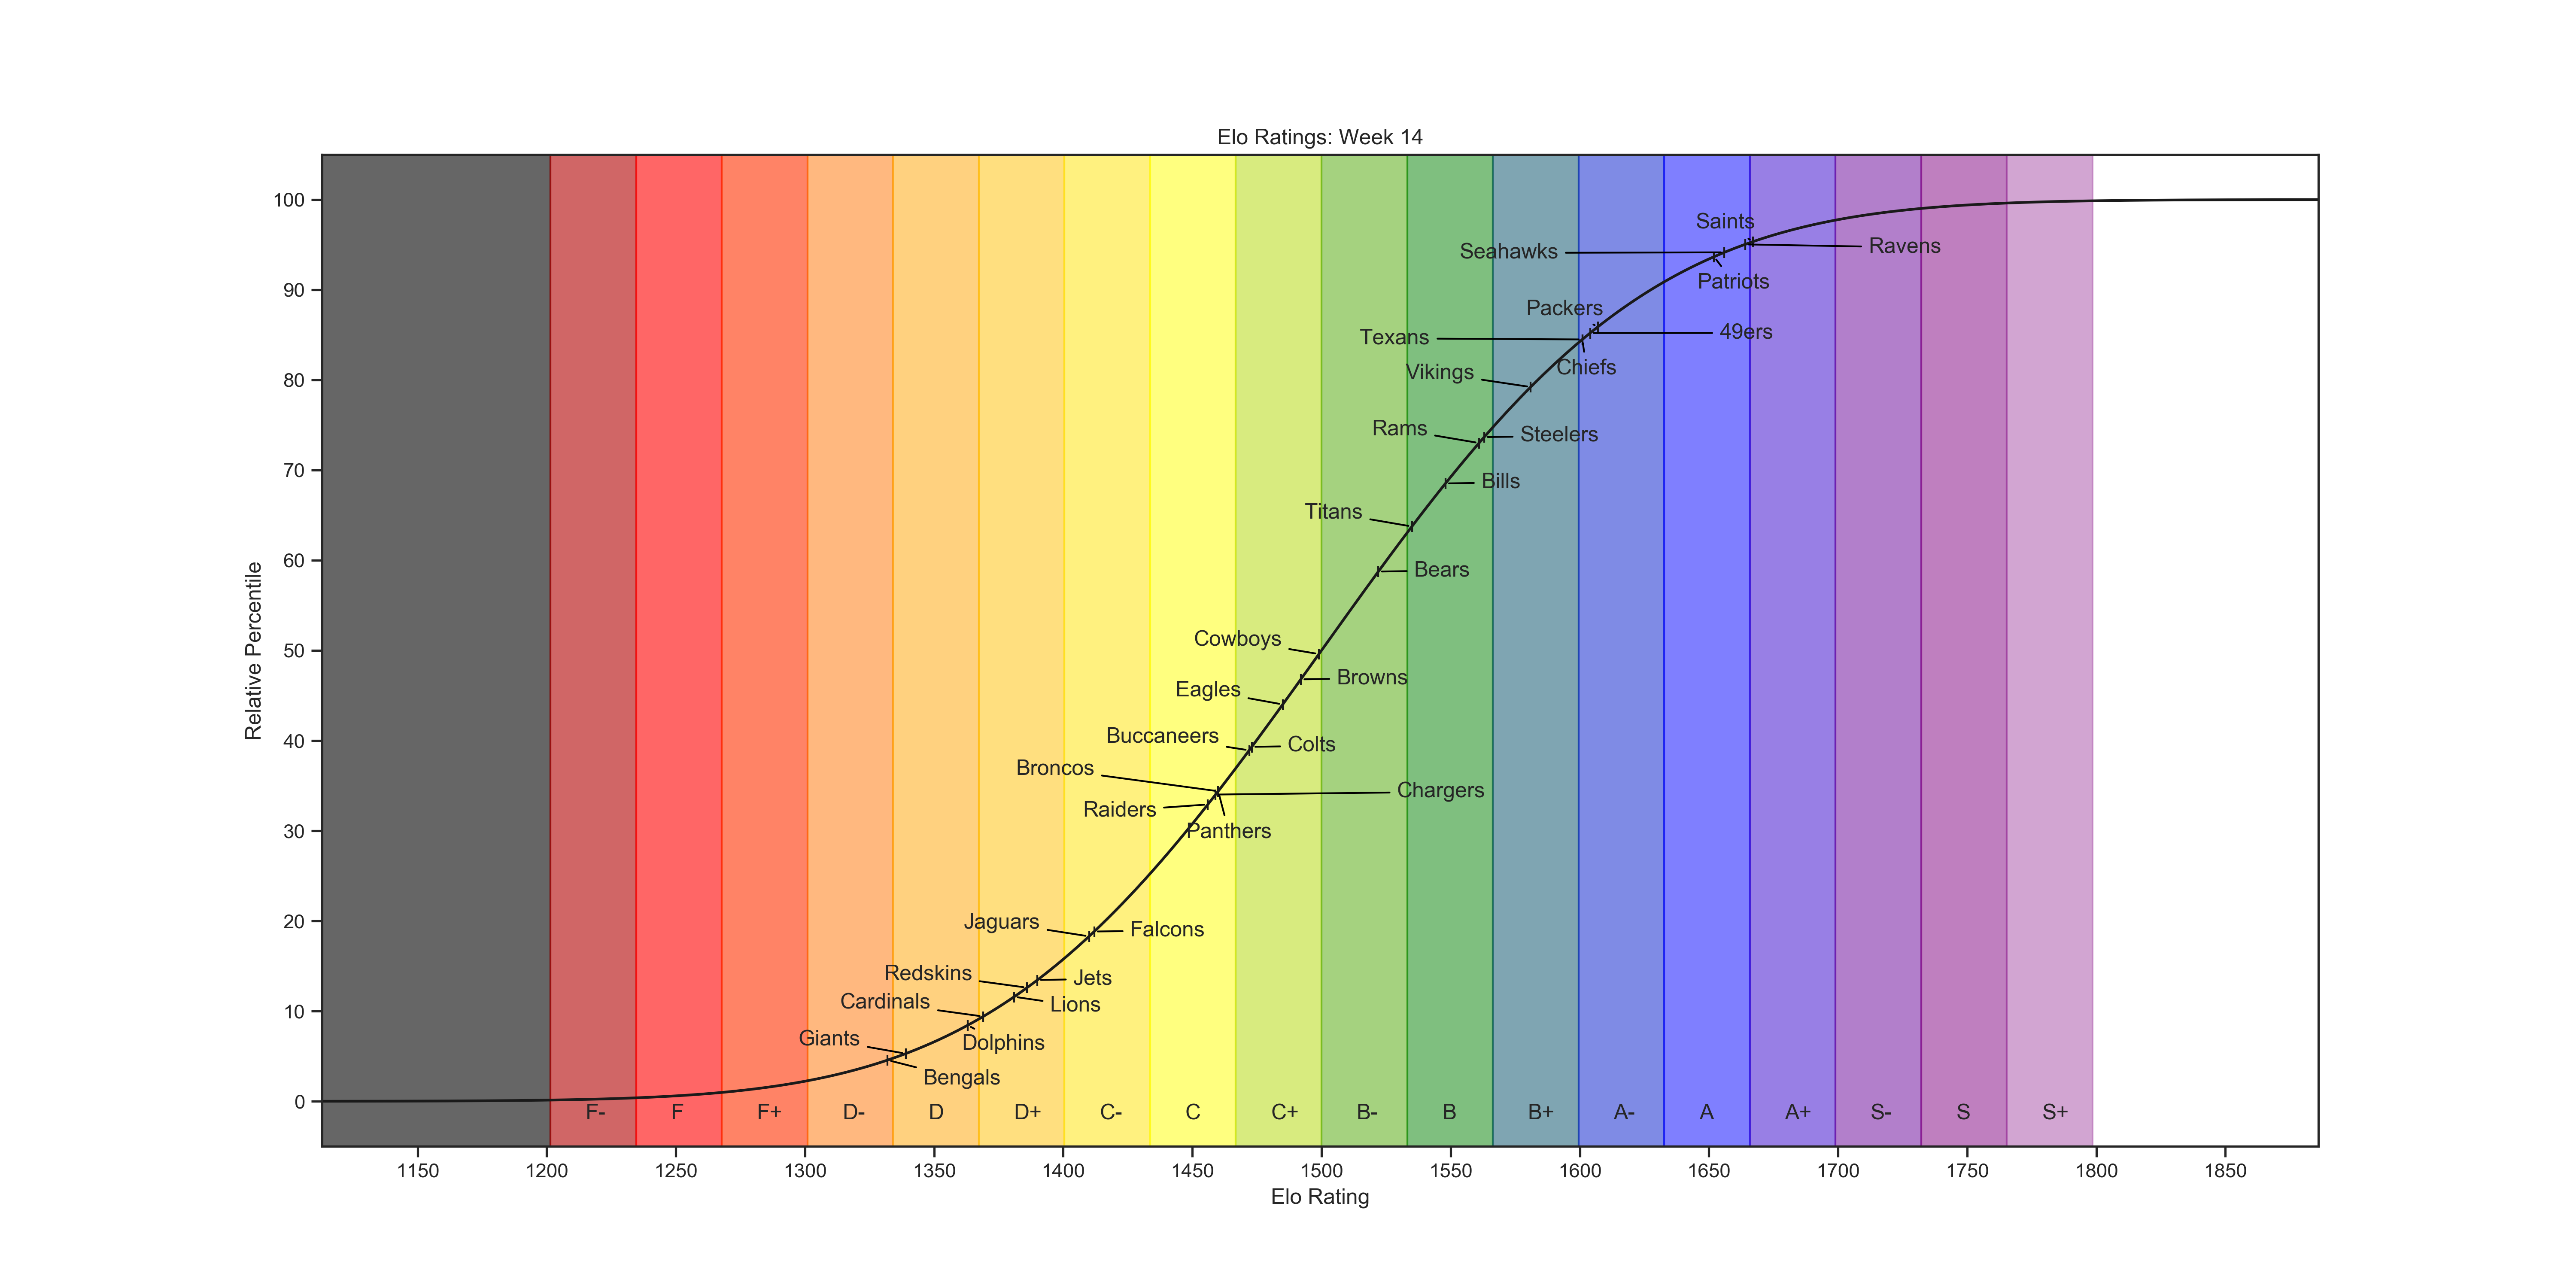 Elo Ratings: Week 14
100
90
80
70
60
50
40
30
20
10
0
Relative Percentile
Saints
Ravens
Seahawks
Patriots
Packers
49ers
Texans
Chiefs
Vikings
Rams
Steelers
Bills
Titans
Bears
Cowboys
Browns
Eagles
Buccaneers
Colts
Broncos
Chargers
Raiders
Panthers
Jaguars
Falcons
Redskins
Jets
Cardinals
Lions
Giants
Dolphins
Bengals
F- F F+ D- D D+ C- C C+ B- B B+ A- A A+ S- S S+
1150 1200 1250 1300 1350 1400 1450 1500 1550 1600 1650 1700 1750 1800 1850
Elo Rating